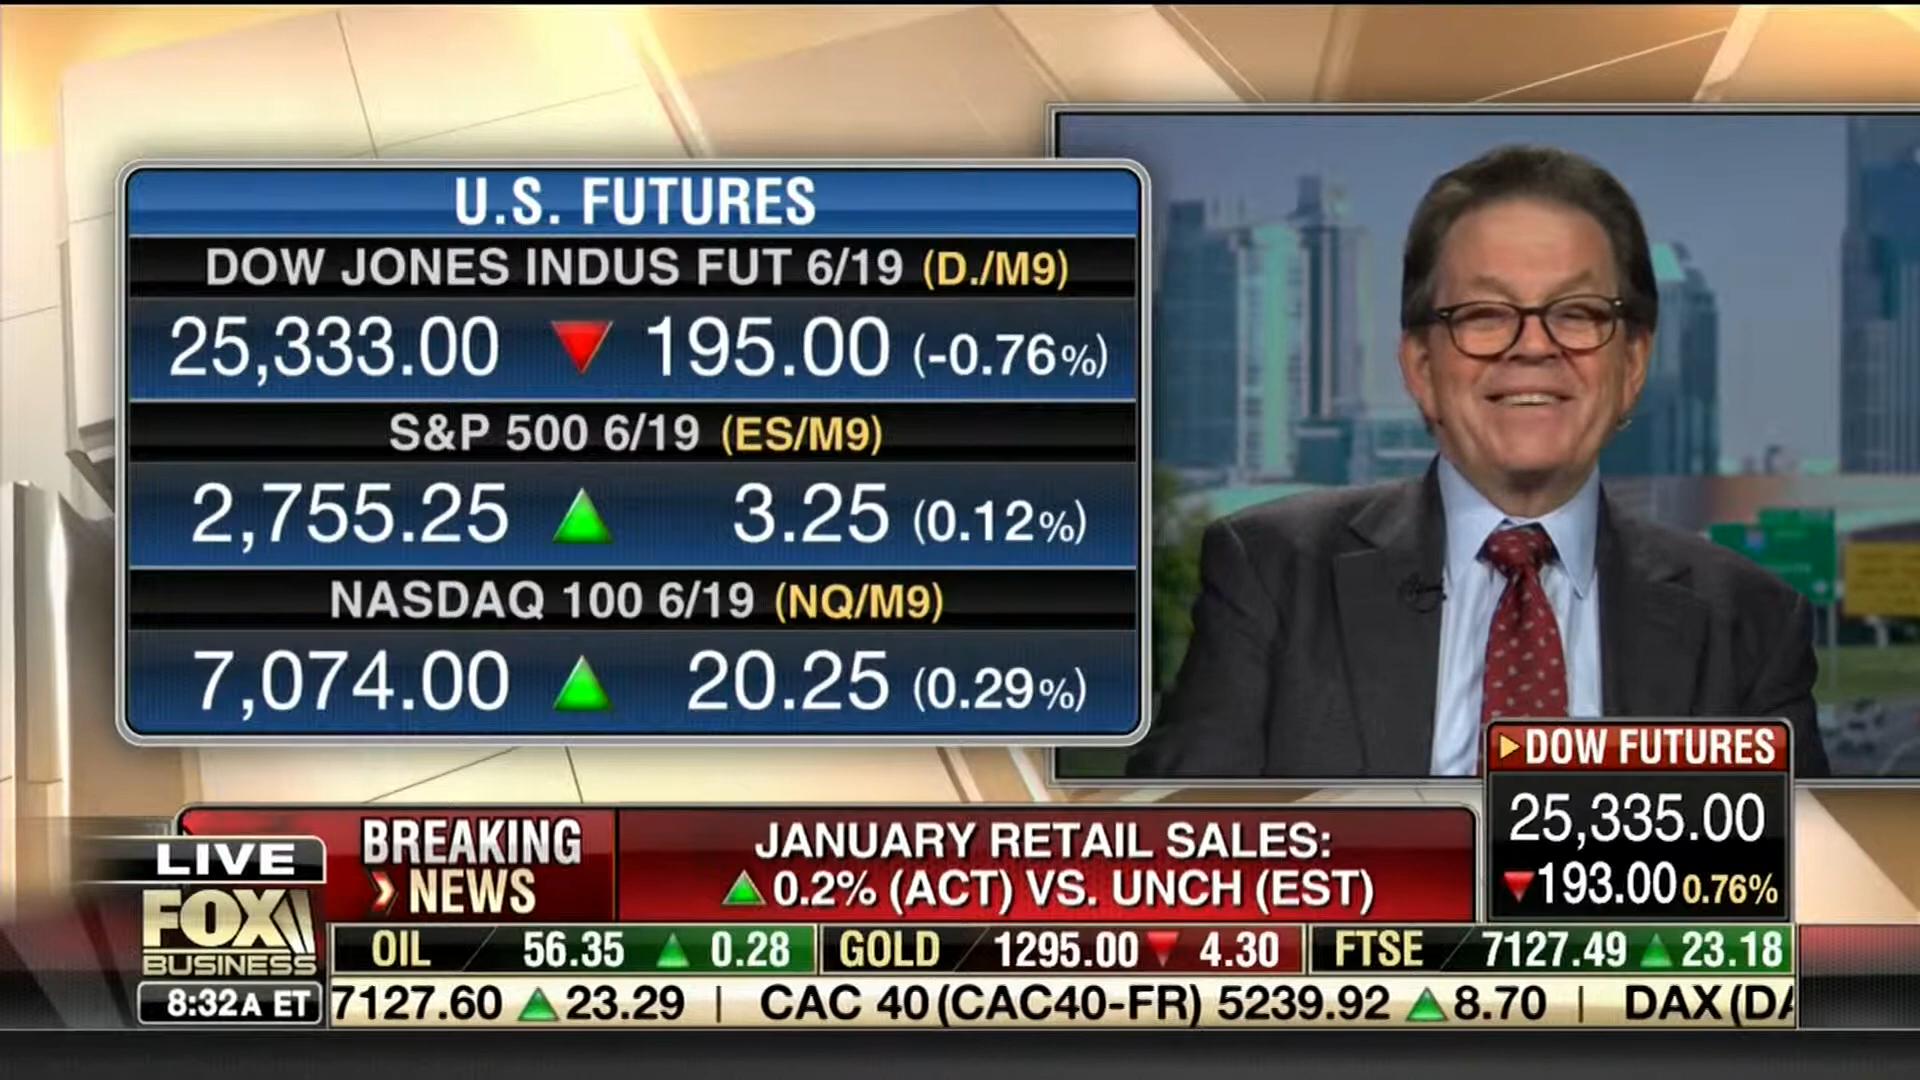 U.S. FUTURES
DOW JONES INDUS FUT 6/19 (D./M9)
25,333.00 ▼ 195.00 (-0.76%)
S&P 500 6/19 (ES/M9)
2,755.25 ▲ 3.25 (0.12%)
NASDAQ 100 6/19 (NQ/M9)
7,074.00 ▲ 20.25 (0.29%)
DOW FUTURES
25,335.00
▼193.00 0.76%
BREAKING
NEWS
JANUARY RETAIL SALES:
▲0.2% (ACT) VS. UNCH (EST)
LIVE
FOX
BUSINESS
8:32A ET
OIL 56.35 ▲ 0.28 GOLD 1295.00 ▼ 4.30 FTSE 7127.49 ▲ 23.18
7127.60 ▲23.29 | CAC 40 (CAC40-FR) 5239.92 ▲8.70 | DAX (DA